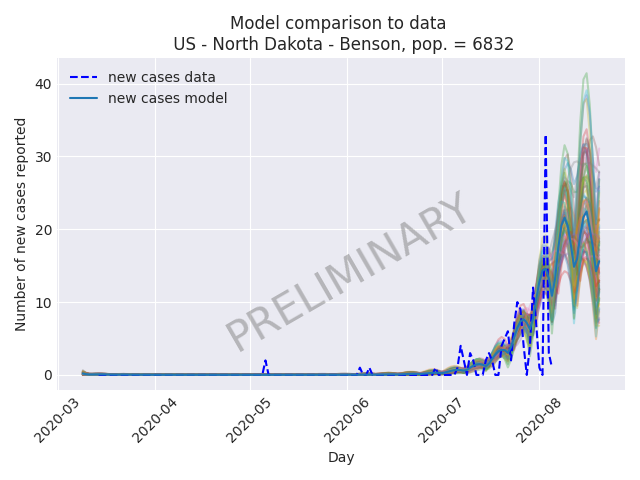 Model comparison to data
US - North Dakota - Benson, pop. = 6832
new cases data
new cases model
PRELIMINARY
Number of new cases reported
40
30
20
10
0
2020-03
2020-04
2020-05
2020-06
2020-07
2020-08
Day